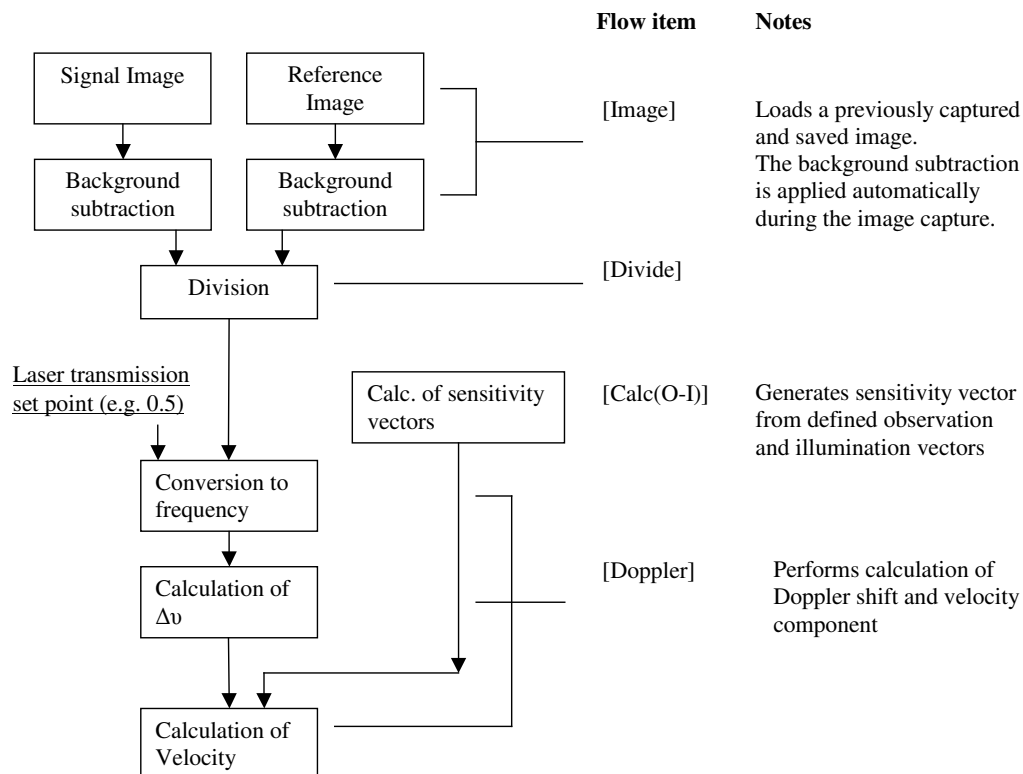 Flow item
Notes
Signal Image
Reference
Image
[Image]
Loads a previously captured
and saved image.
The background subtraction
is applied automatically
during the image capture.
Background
subtraction
Background
subtraction
[Divide]
Division
Laser transmission
set point (e.g. 0.5)
Calc. of sensitivity
vectors
[Calc(O-I)]
Generates sensitivity vector
from defined observation
and illumination vectors
Conversion to
frequency
[Doppler]
Performs calculation of
Doppler shift and velocity
component
Calculation of
Δυ
Calculation of
Velocity